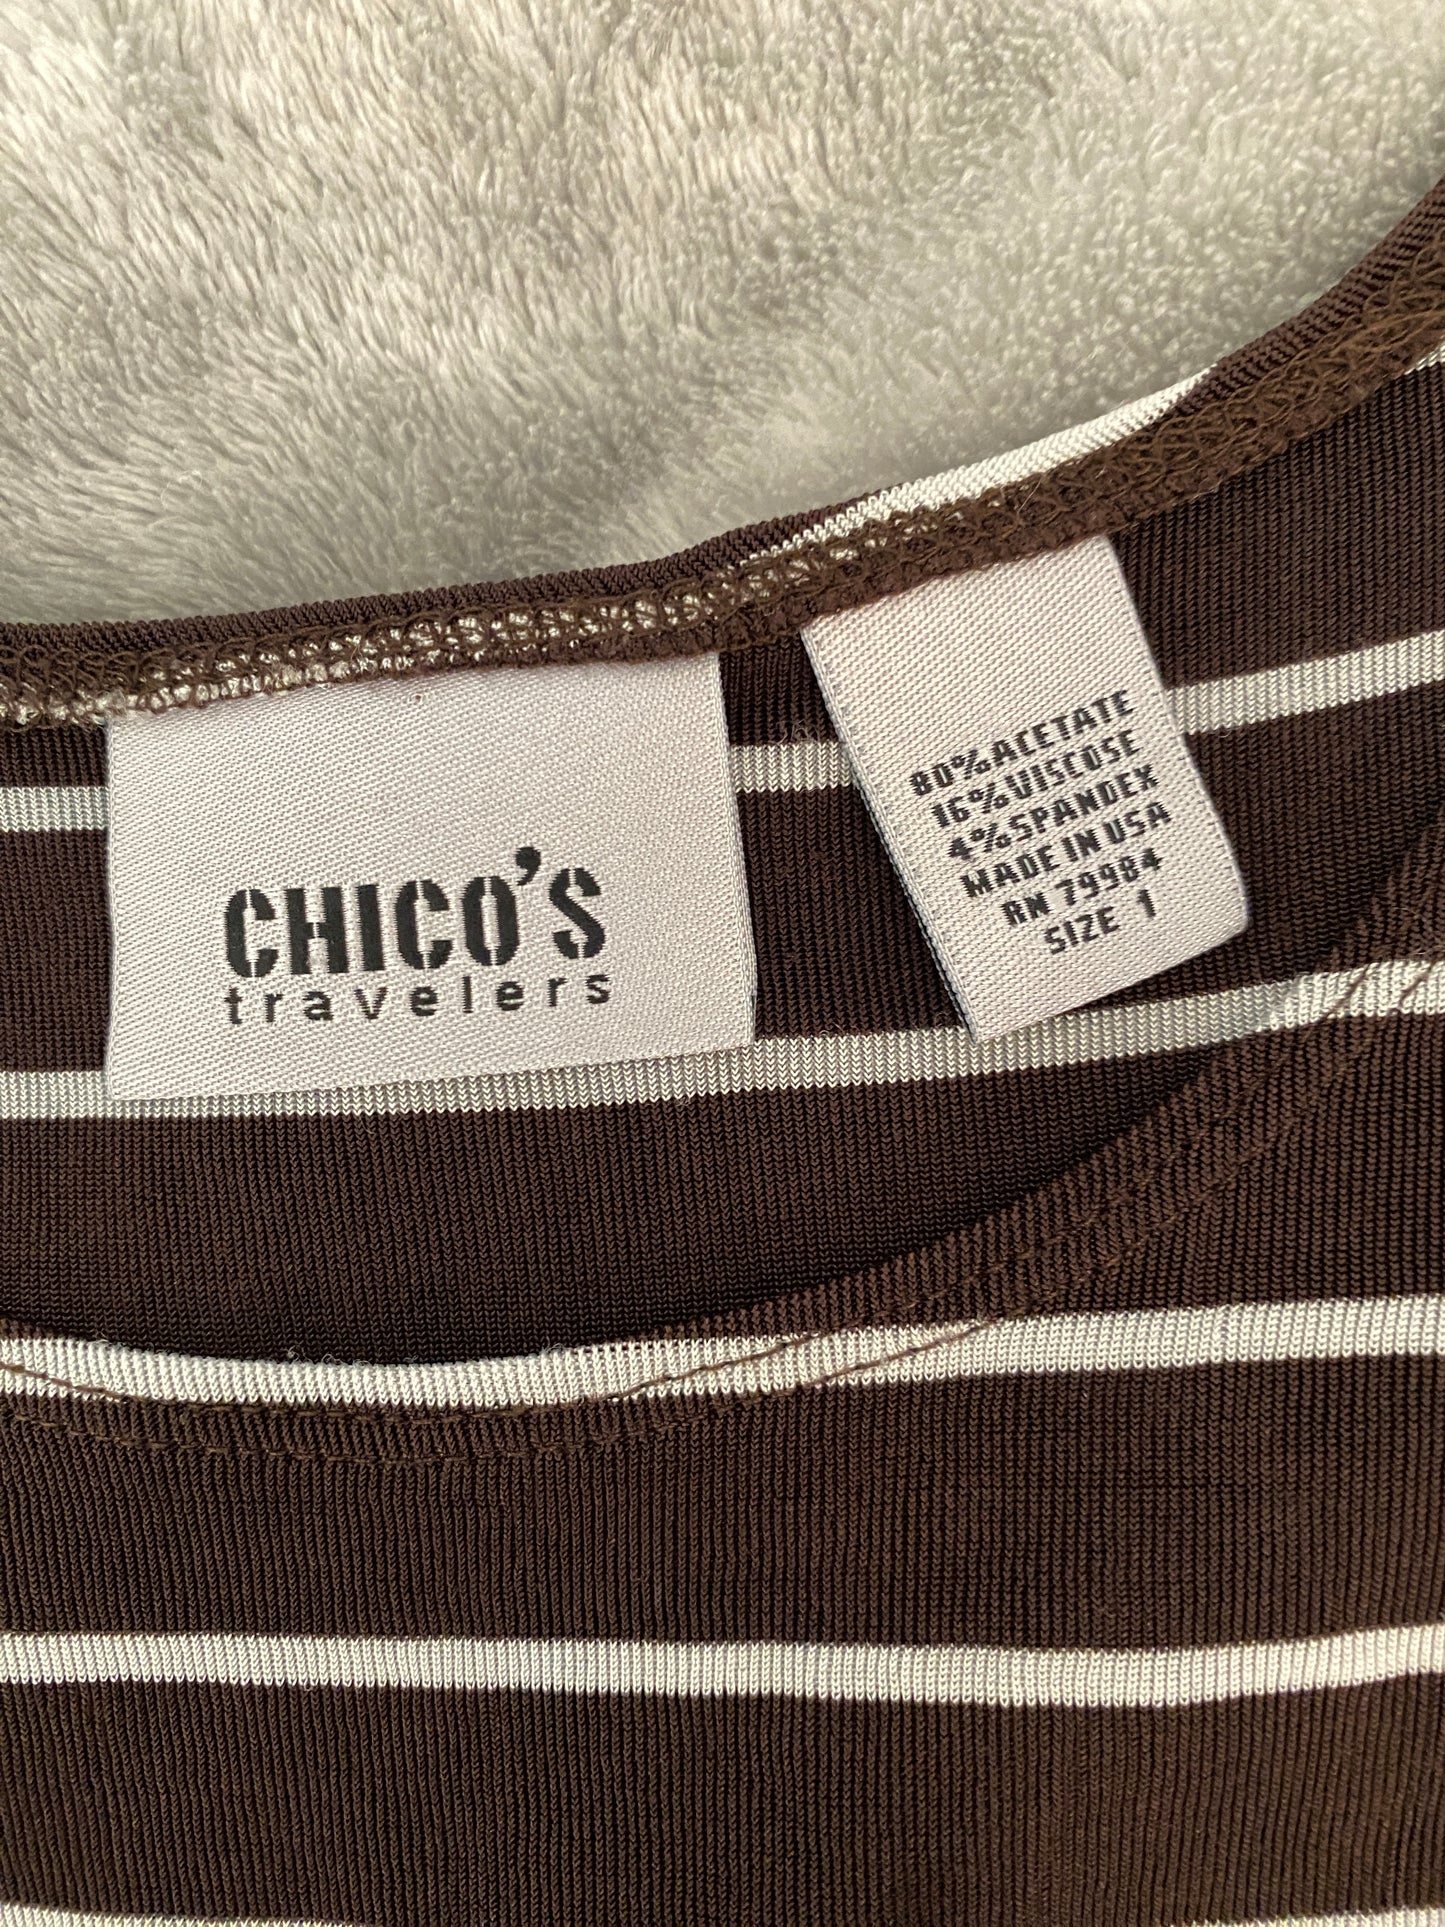 CHICO'S
travelers
80% ACETATE
16% VISCOSE
4% SPANDEX
MADE IN USA
RN 79984
SIZE 1